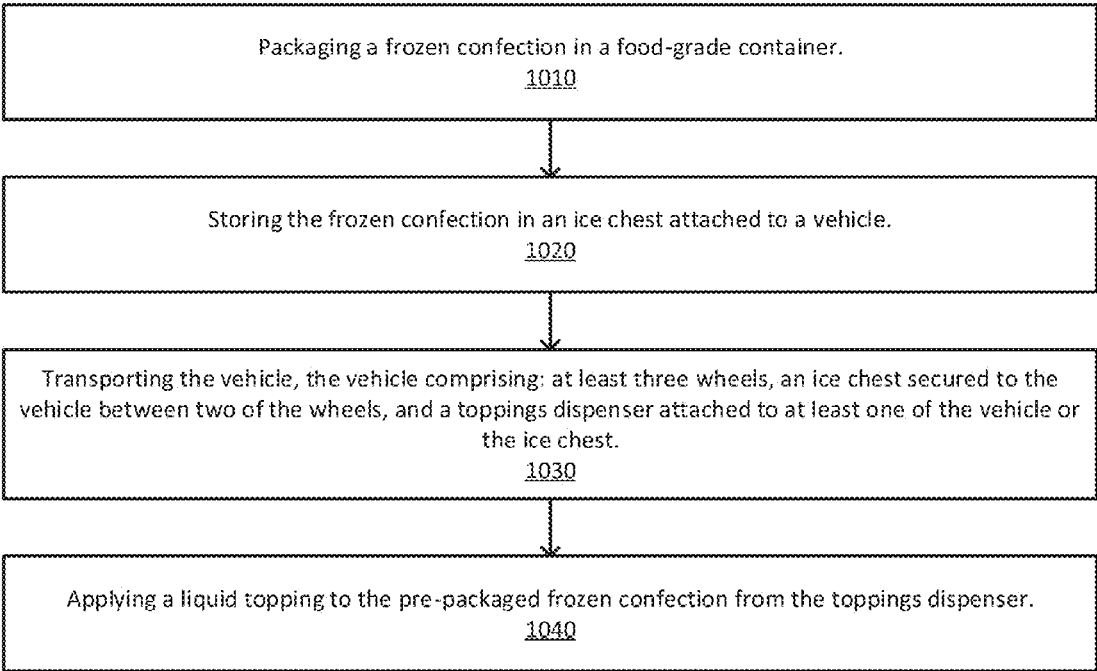 Packaging a frozen confection in a food-grade container.
1010
Storing the frozen confection in an ice chest attached to a vehicle.
1020
Transporting the vehicle, the vehicle comprising: at least three wheels, an ice chest secured to the
vehicle between two of the wheels, and a toppings dispenser attached to at least one of the vehicle or
the ice chest.
1030
Applying a liquid topping to the pre-packaged frozen confection from the toppings dispenser.
1040